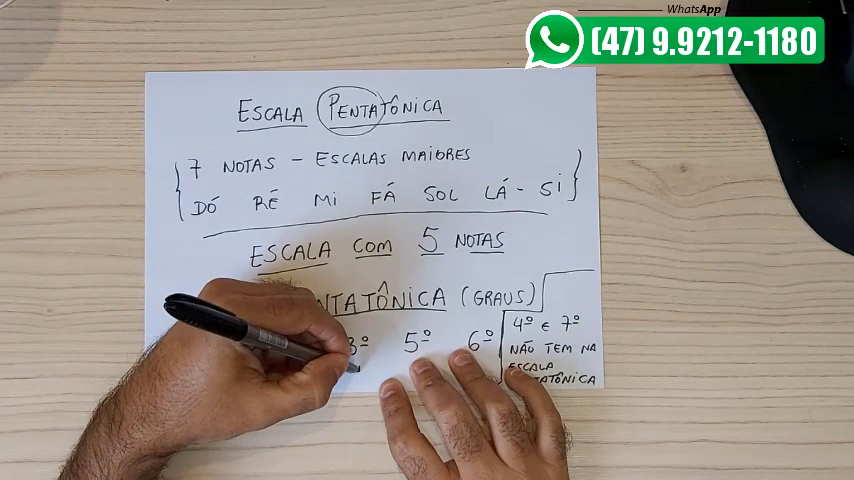 WhatsApp
(47) 9.9212-1180
ESCALA PENTATÔNICA
7 NOTAS - ESCALAS MAIORES
DÓ RÉ Mi FÁ SOL LÁ - Si
ESCALA COM 5 NOTAS
NTATÔNICA (GRAUS)
3º 5º 6º
4º E 7º
NÃO TEM NA
ESCALA
TATÔNICA